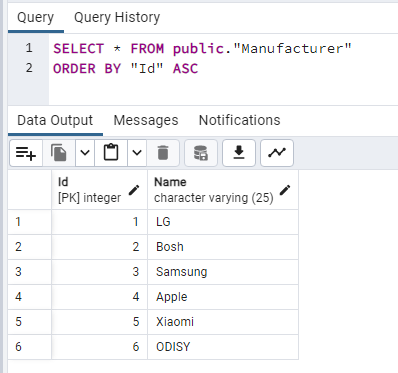 Query Query History
1 SELECT * FROM public."Manufacturer"
2 ORDER BY "Id" ASC
Data Output Messages Notifications
Id Name
[PK] integer character varying (25)
1 1 LG
2 2 Bosh
3 3 Samsung
4 4 Apple
5 5 Xiaomi
6 6 ODISY